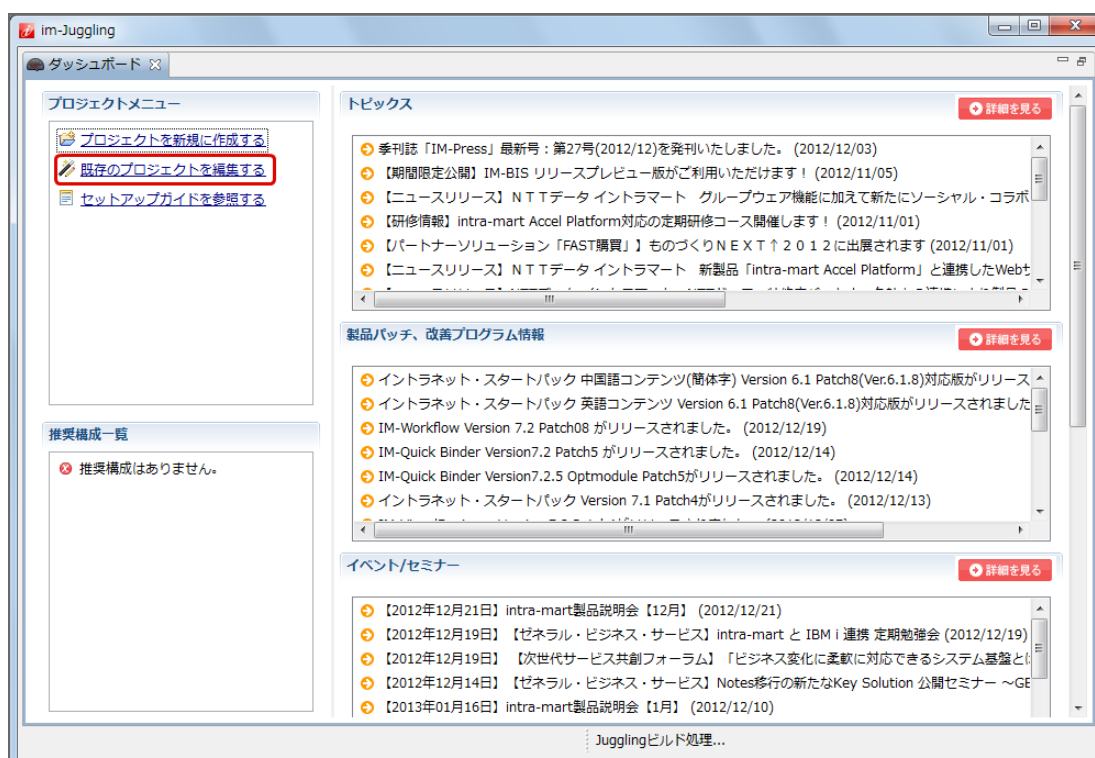 im-Juggling
ダッシュボード
プロジェクトメニュー
プロジェクトを新規に作成する
既存のプロジェクトを編集する
セットアップガイドを参照する
推奨構成一覧
推奨構成はありません。
トピックス
詳細を見る
季刊誌「IM-Press」最新号：第27号(2012/12)を発刊いたしました。 (2012/12/03)
【期間限定公開】IM-BIS リリースプレビュー版がご利用いただけます！ (2012/11/05)
【ニュースリリース】ＮＴＴデータ イントラマート　グループウェア機能に加えて新たにソーシャル・コラボ
【研修情報】intra-mart Accel Platform対応の定期研修コース開催します！ (2012/11/01)
【パートナーソリューション「FAST購買」】ものづくりＮＥＸＴ↑２０１２に出展されます (2012/11/01)
【ニュースリリース】ＮＴＴデータ イントラマート　新製品「intra-mart Accel Platform」と連携したWebサ
製品パッチ、改善プログラム情報
詳細を見る
イントラネット・スタートパック 中国語コンテンツ(簡体字) Version 6.1 Patch8(Ver.6.1.8)対応版がリリース
イントラネット・スタートパック 英語コンテンツ Version 6.1 Patch8(Ver.6.1.8)対応版がリリースされました
IM-Workflow Version 7.2 Patch08 がリリースされました。 (2012/12/19)
IM-Quick Binder Version7.2 Patch5 がリリースされました。 (2012/12/14)
IM-Quick Binder Version7.2.5 Optmodule Patch5がリリースされました。 (2012/12/14)
イントラネット・スタートパック Version 7.1 Patch4がリリースされました。 (2012/12/13)
イベント/セミナー
詳細を見る
【2012年12月21日】intra-mart製品説明会【12月】 (2012/12/21)
【2012年12月19日】【ゼネラル・ビジネス・サービス】intra-mart と IBM i 連携 定期勉強会 (2012/12/19)
【2012年12月19日】 【次世代サービス共創フォーラム】「ビジネス変化に柔軟に対応できるシステム基盤と
【2012年12月14日】【ゼネラル・ビジネス・サービス】Notes移行の新たなKey Solution 公開セミナー ～GE
【2013年01月16日】intra-mart製品説明会【1月】 (2012/12/10)
Jugglingビルド処理...